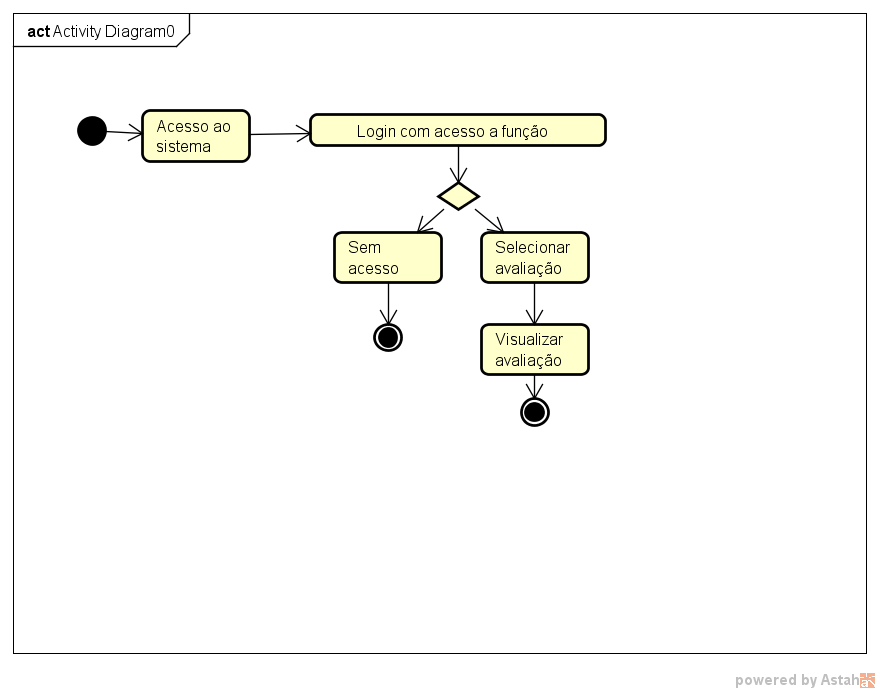 act Activity Diagram0
Acesso ao
sistema
Login com acesso a função
Sem
acesso
Selecionar
avaliação
Visualizar
avaliação
powered by Astah